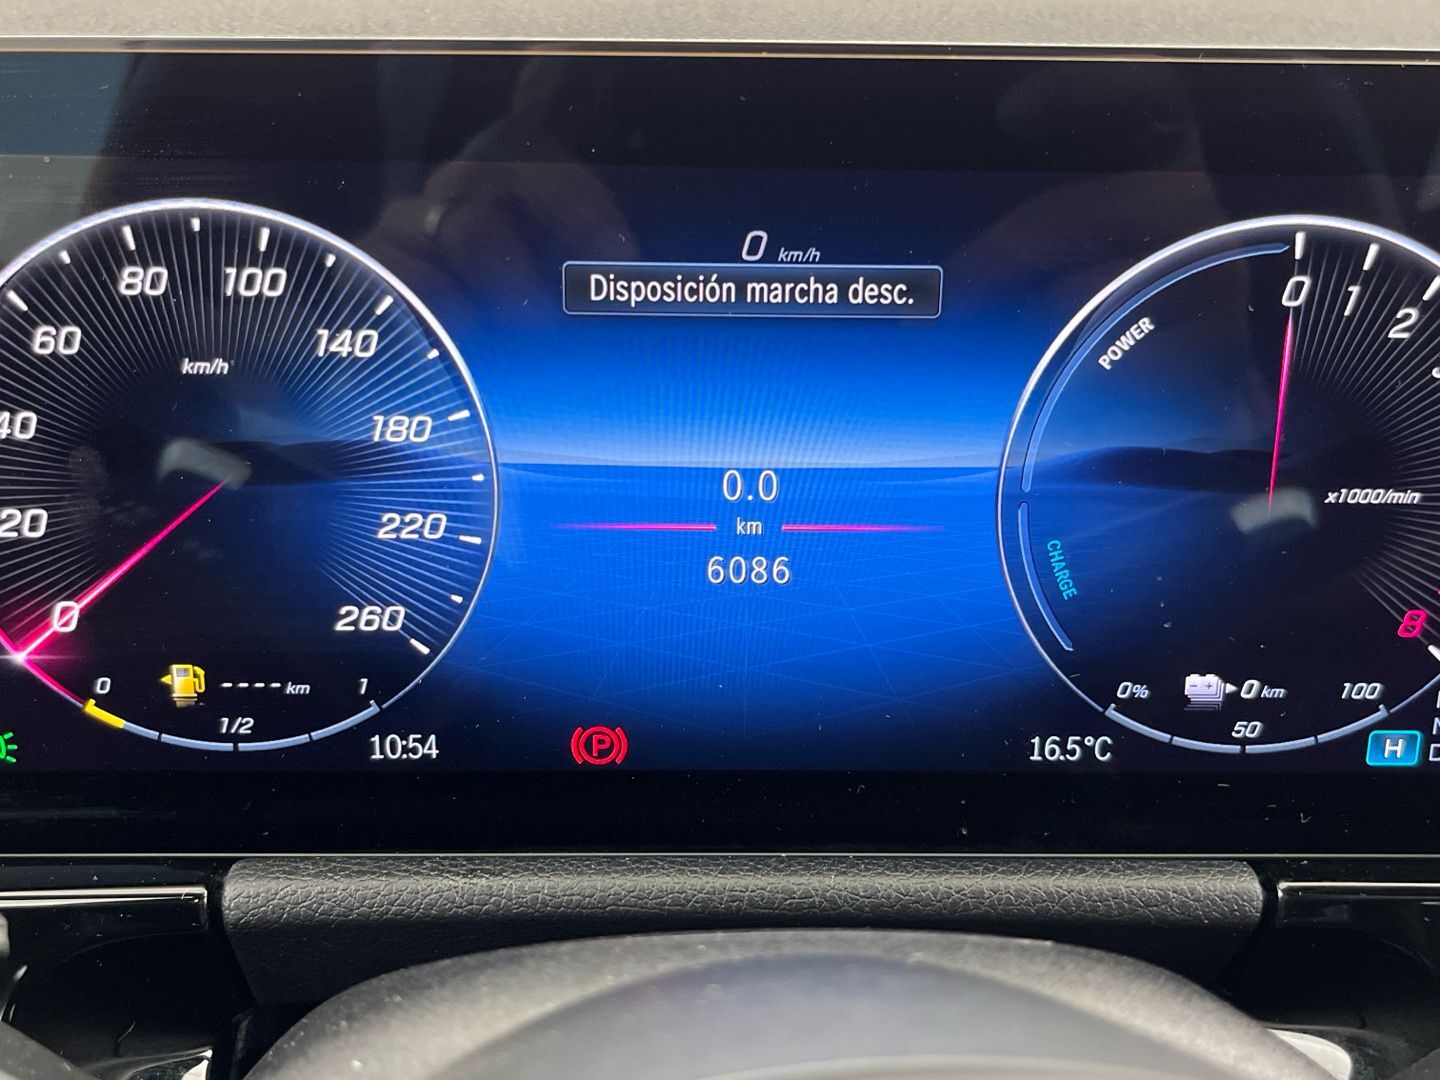 0 km/h
Disposición marcha desc.
20
40
60
80
100
140
180
220
260
0
km/h
0.0
km
6086
0
1/2
1
---- km
10:54
P
POWER
CHARGE
0
1
2
8
x1000/min
0%
50
100
0 km
16.5°C
H